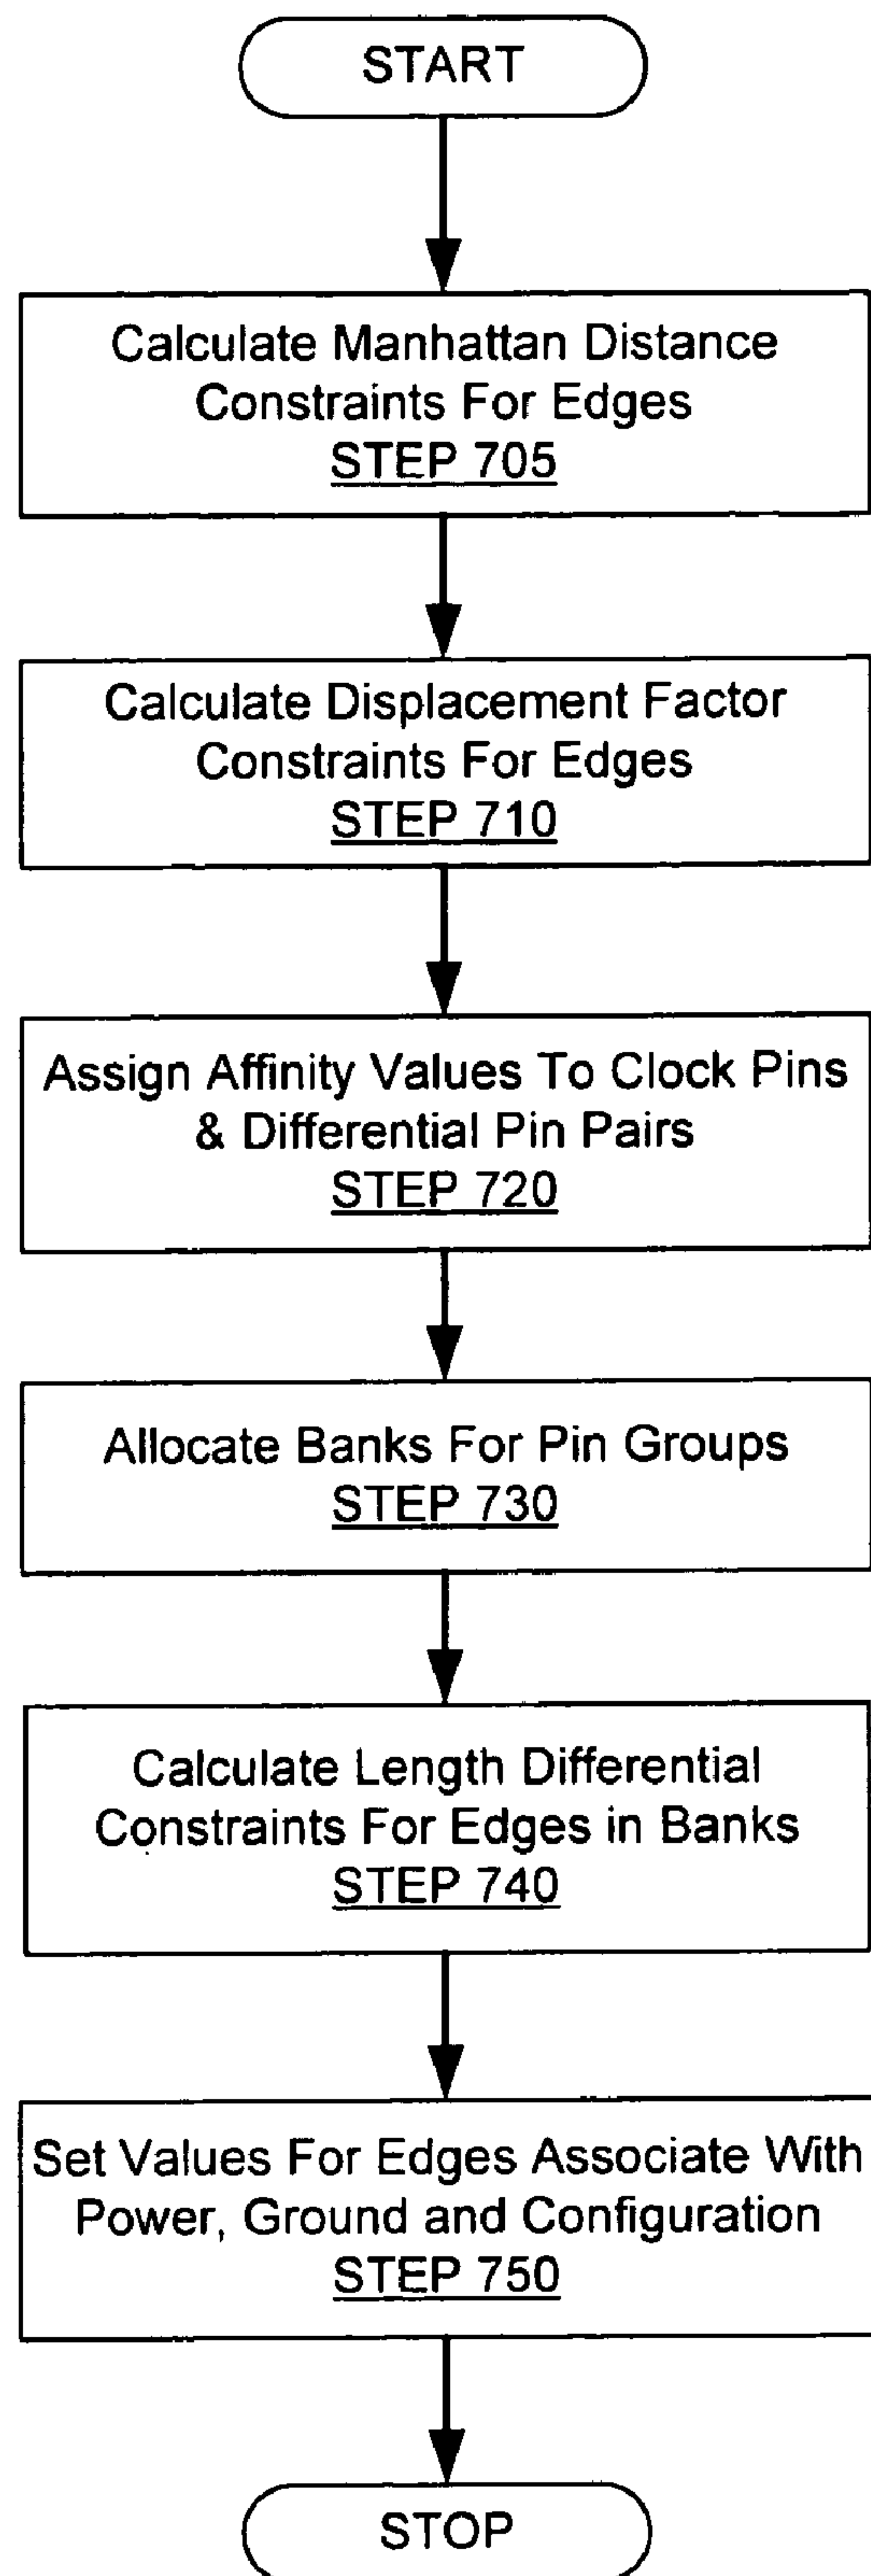 START
Calculate Manhattan Distance
Constraints For Edges
STEP 705
Calculate Displacement Factor
Constraints For Edges
STEP 710
Assign Affinity Values To Clock Pins
& Differential Pin Pairs
STEP 720
Allocate Banks For Pin Groups
STEP 730
Calculate Length Differential
Constraints For Edges in Banks
STEP 740
Set Values For Edges Associate With
Power, Ground and Configuration
STEP 750
STOP